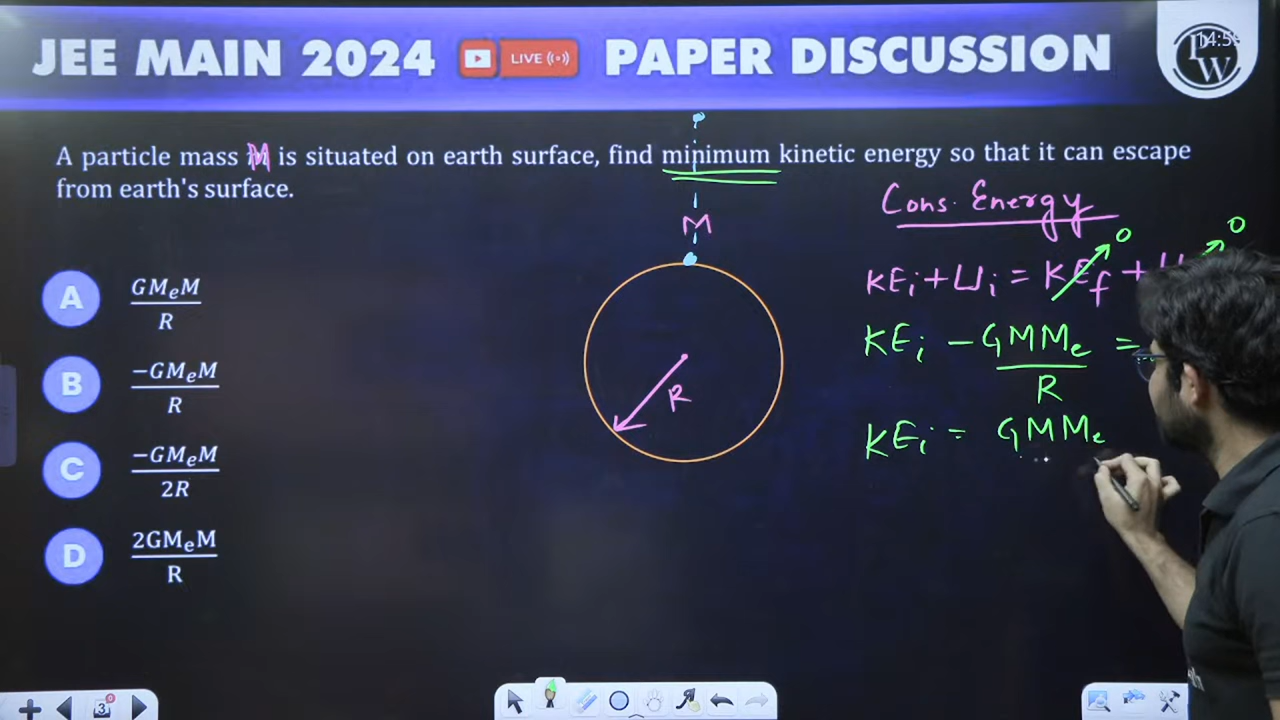 JEE MAIN 2024 LIVE PAPER DISCUSSION
A particle mass M is situated on earth surface, find minimum kinetic energy so that it can escape
from earth's surface.
Cons. Energy
KEi + Ui = KEf + U
0
0
KEi - GMMe/R =
KEi = GMMe
M
R
A GMeM/R
B -GMeM/R
C -GMeM/2R
D 2GMeM/R
3